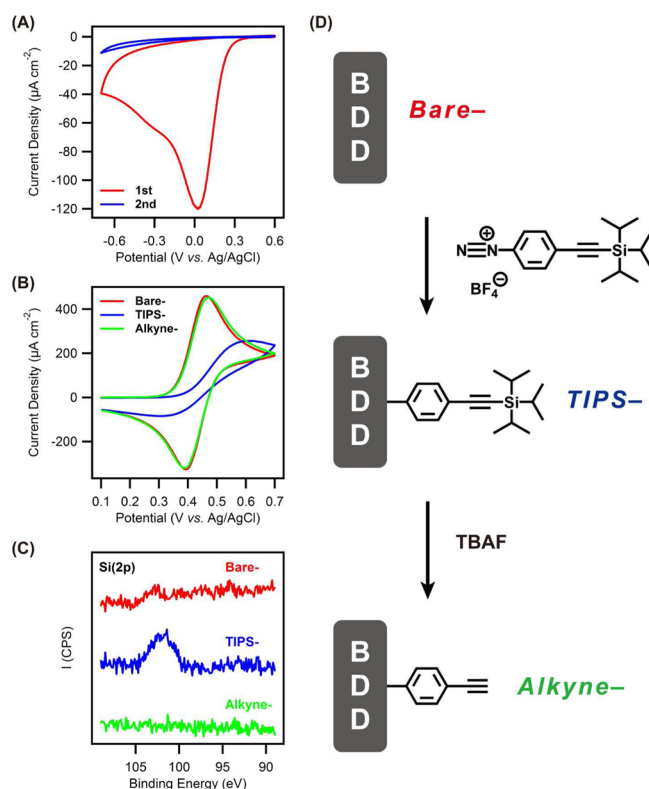 (A)
0
-20
-40
-60
-80
-100
-120
Current Density (µA cm⁻²)
1st
2nd
-0.6 -0.3 0.0 0.3 0.6
Potential (V vs. Ag/AgCl)
(B)
400
200
0
-200
Current Density (µA cm⁻²)
Bare-
TIPS-
Alkyne-
0.1 0.2 0.3 0.4 0.5 0.6 0.7
Potential (V vs. Ag/AgCl)
(C)
Si(2p)
Bare-
TIPS-
Alkyne-
I (CPS)
105 100 95 90
Binding Energy (eV)
(D)
B
D
D
Bare–
N≡N
⊕
Si
BF₄⊖
B
D
D
Si
TIPS–
TBAF
B
D
D
Alkyne–